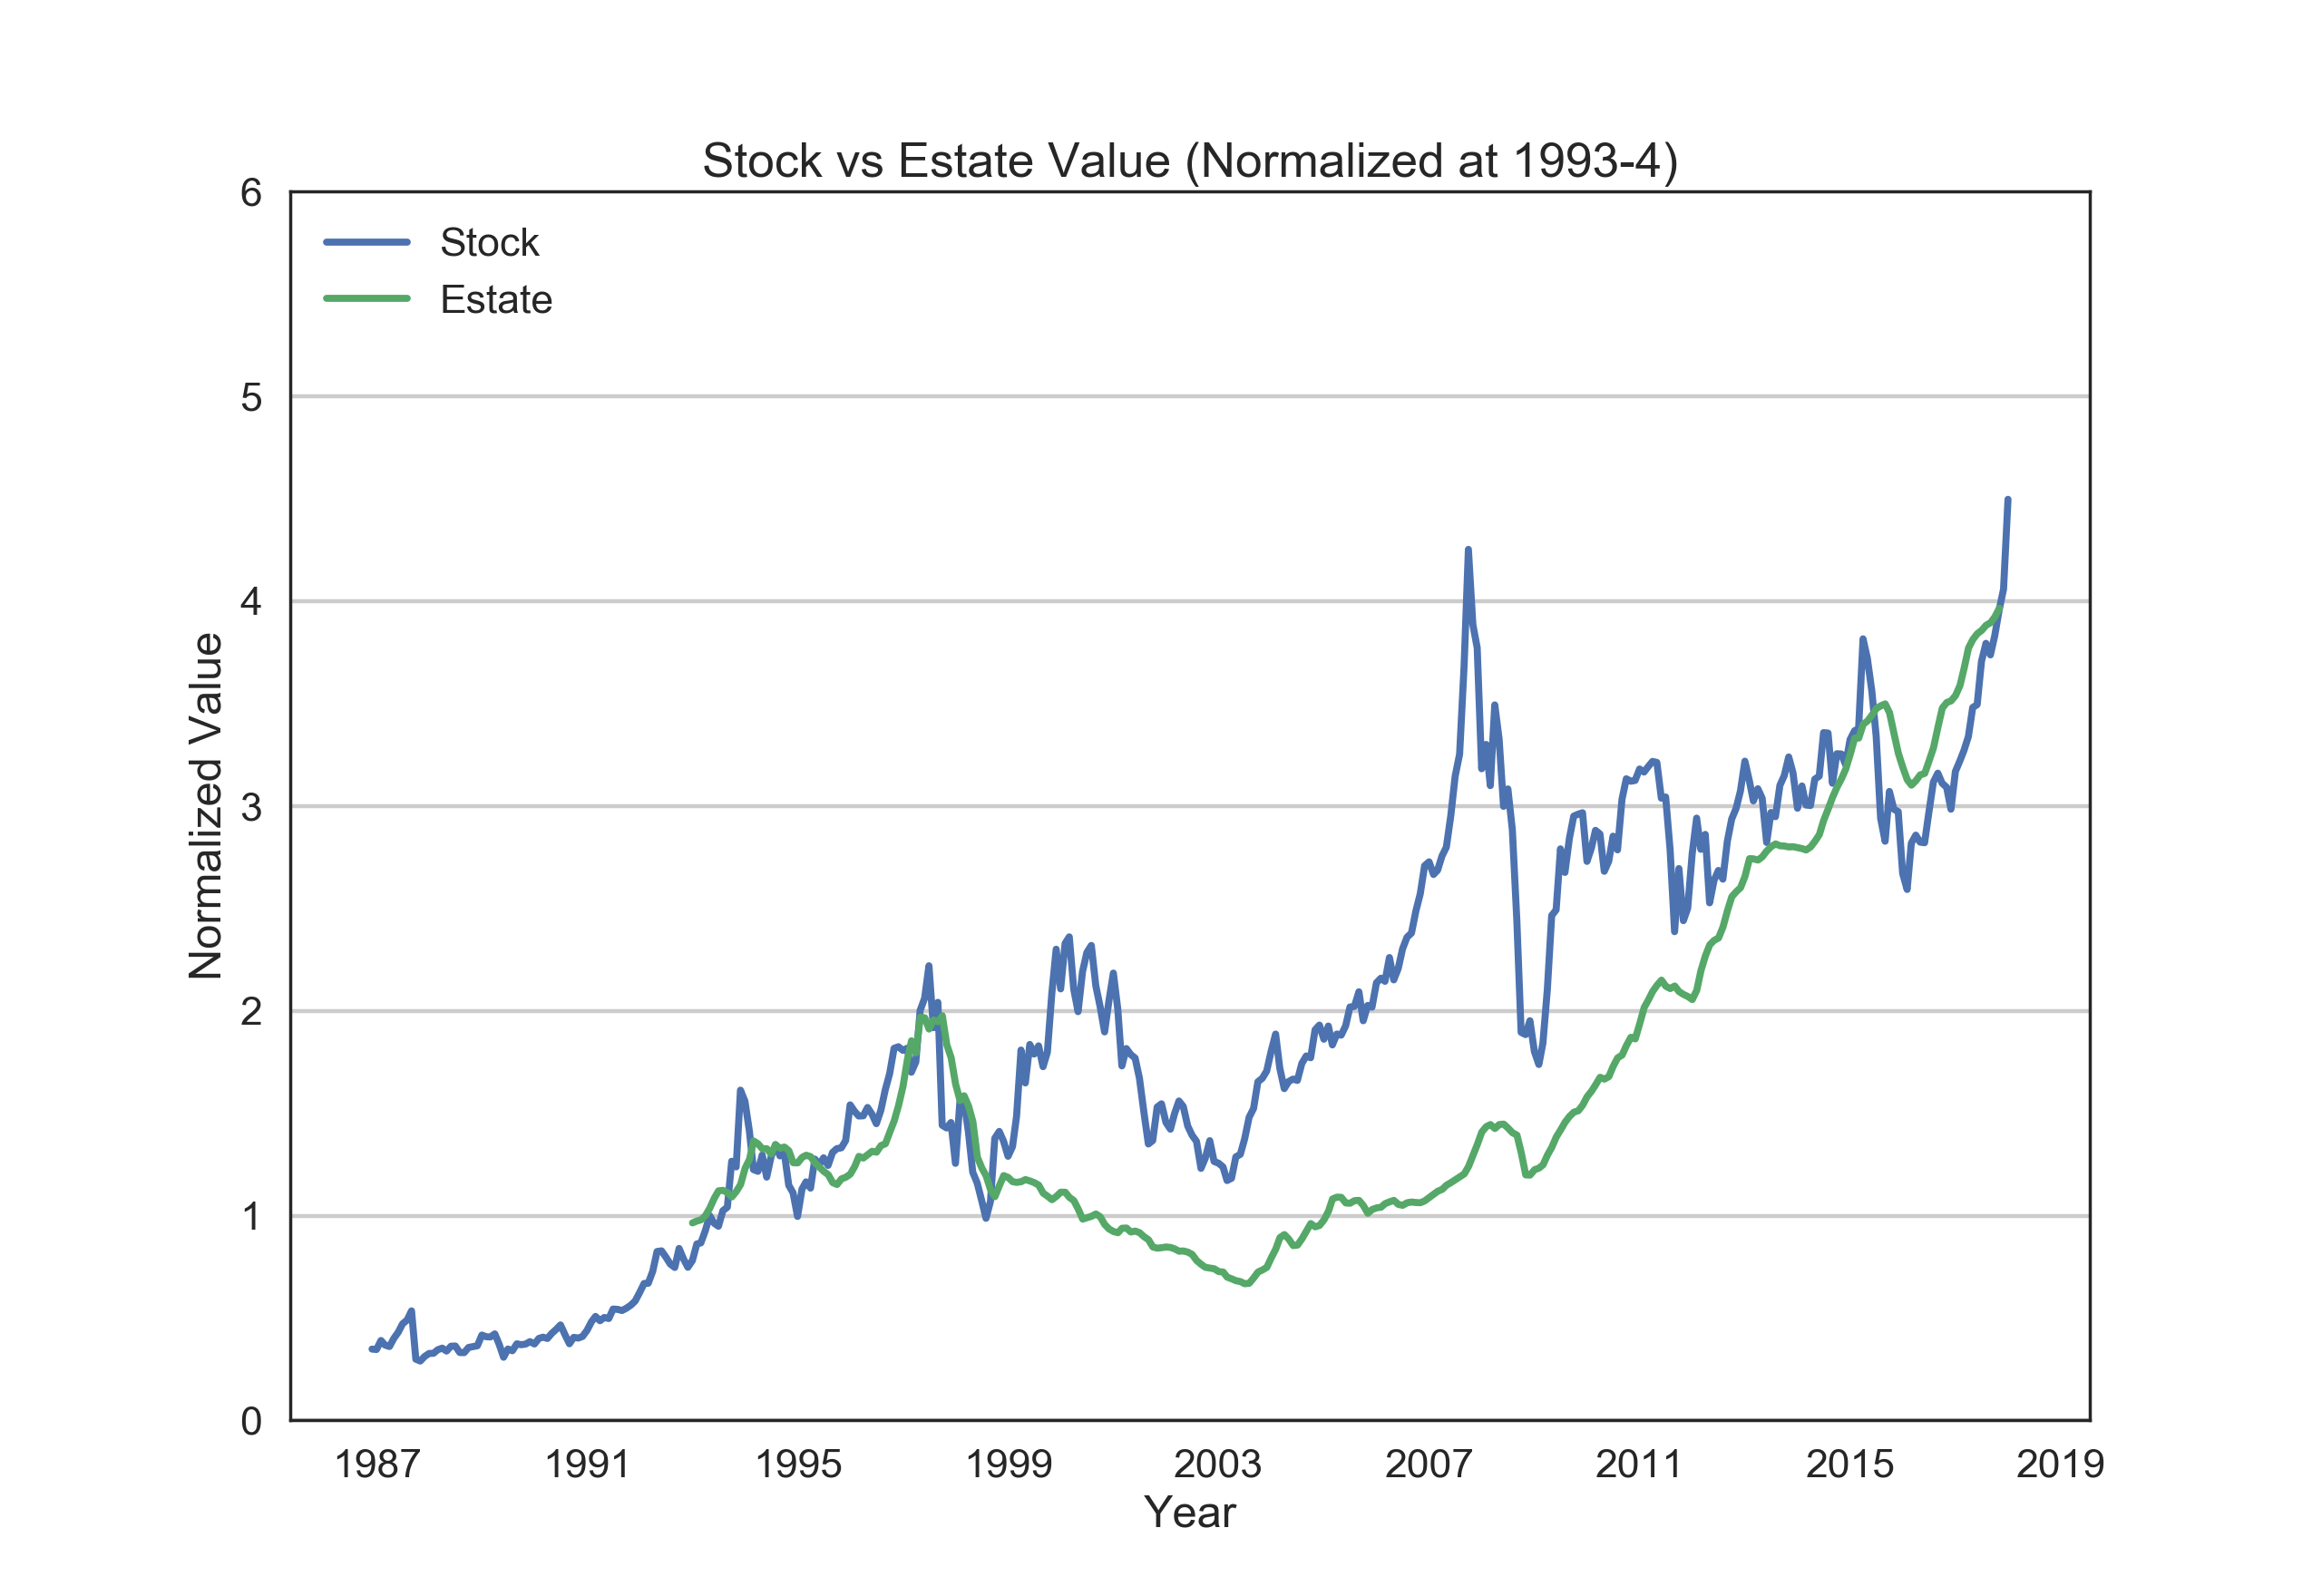 Stock vs Estate Value (Normalized at 1993-4)
6
Stock
Estate
5
4
3
2
1
0
Normalized Value
1987 1991 1995 1999 2003 2007 2011 2015 2019
Year